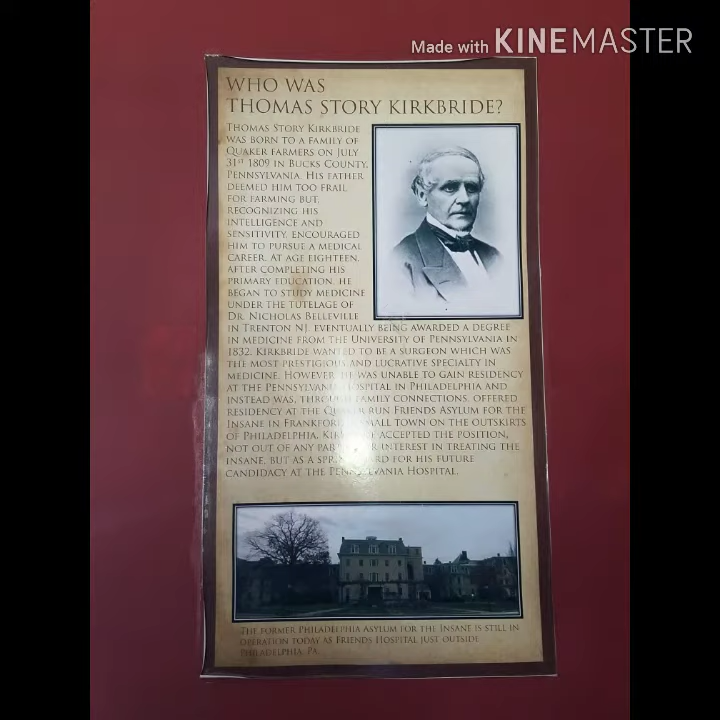 Made with KINEMASTER
WHO WAS
THOMAS STORY KIRKBRIDE?
THOMAS STORY KIRKBRIDE
WAS BORN TO A FAMILY OF
QUAKER FARMERS ON JULY
31ST 1809 IN BUCKS COUNTY,
PENNSYLVANIA. HIS FATHER
DEEMED HIM TOO FRAIL
FOR FARMING BUT,
RECOGNIZING HIS
INTELLIGENCE AND
SENSITIVITY, ENCOURAGED
HIM TO PURSUE A MEDICAL
CAREER. AT AGE EIGHTEEN,
AFTER COMPLETING HIS
PRIMARY EDUCATION, HE
BEGAN TO STUDY MEDICINE
UNDER THE TUTELAGE OF
DR. NICHOLAS BELLEVILLE
IN TRENTON NJ, EVENTUALLY BEING AWARDED A DEGREE
IN MEDICINE FROM THE UNIVERSITY OF PENNSYLVANIA IN
1832. KIRKBRIDE WANTED TO BE A SURGEON WHICH WAS
THE MOST PRESTIGIOUS AND LUCRATIVE SPECIALTY IN
MEDICINE. HOWEVER, HE WAS UNABLE TO GAIN RESIDENCY
AT THE PENNSYLVANIA HOSPITAL IN PHILADELPHIA AND
INSTEAD WAS, THROUGH FAMILY CONNECTIONS, OFFERED
RESIDENCY AT THE QUAKER RUN FRIENDS ASYLUM FOR THE
INSANE IN SMALL TOWN ON THE OUTSKIRTS
OF PHILADELPHIA. ACCEPTED THE POSITION,
NOT OUT OF ANY INTEREST IN TREATING THE
INSANE, BUT AS A FOR HIS FUTURE
CANDIDACY AT THE PENNSYLVANIA HOSPITAL.
THE FORMER PHILADELPHIA ASYLUM FOR THE INSANE IS STILL IN
OPERATION TODAY AS FRIENDS HOSPITAL JUST OUTSIDE
PHILADELPHIA, PA.